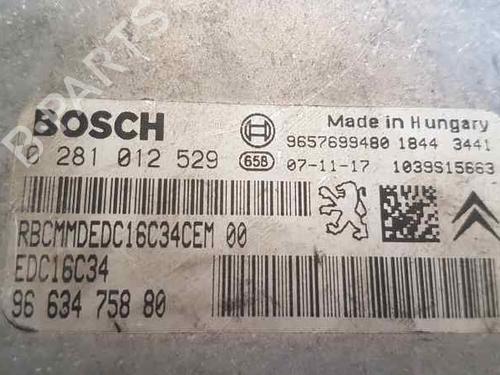 B-PARTS
BOSCH
Made in Hungary
9657699480 1844 3441
0 281 012 529 658 07-11-17 1039S15663
RBCMMDEDC16C34CEM 00
EDC16C34
96 634 758 80